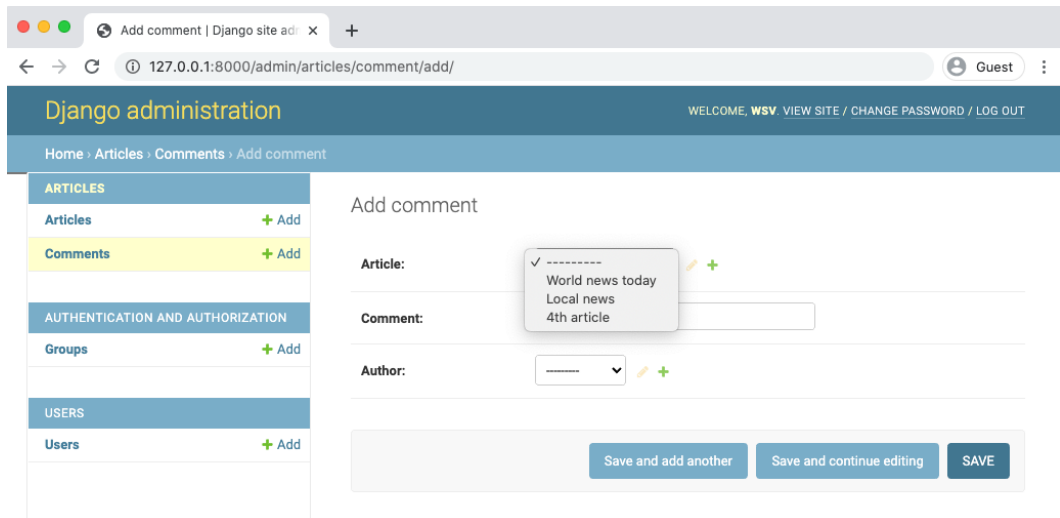 Add comment | Django site adr
127.0.0.1:8000/admin/articles/comment/add/
Guest
Django administration
WELCOME, WSV. VIEW SITE / CHANGE PASSWORD / LOG OUT
Home › Articles › Comments › Add comment
ARTICLES
Articles + Add
Comments + Add
AUTHENTICATION AND AUTHORIZATION
Groups + Add
USERS
Users + Add
Add comment
Article:
✓ ---------
World news today
Local news
4th article
Comment:
Author:
---------
Save and add another
Save and continue editing
SAVE